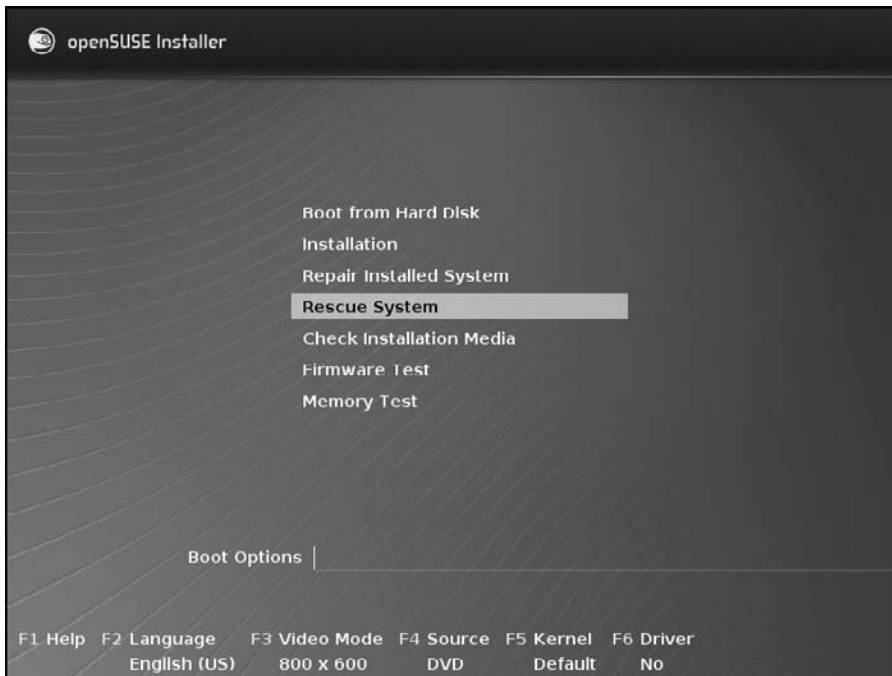 openSUSE Installer
Boot from Hard Disk
Installation
Repair Installed System
Rescue System
Check Installation Media
Firmware Test
Memory Test
Boot Options
F1 Help F2 Language F3 Video Mode F4 Source F5 Kernel F6 Driver
English (US) 800 x 600 DVD Default No